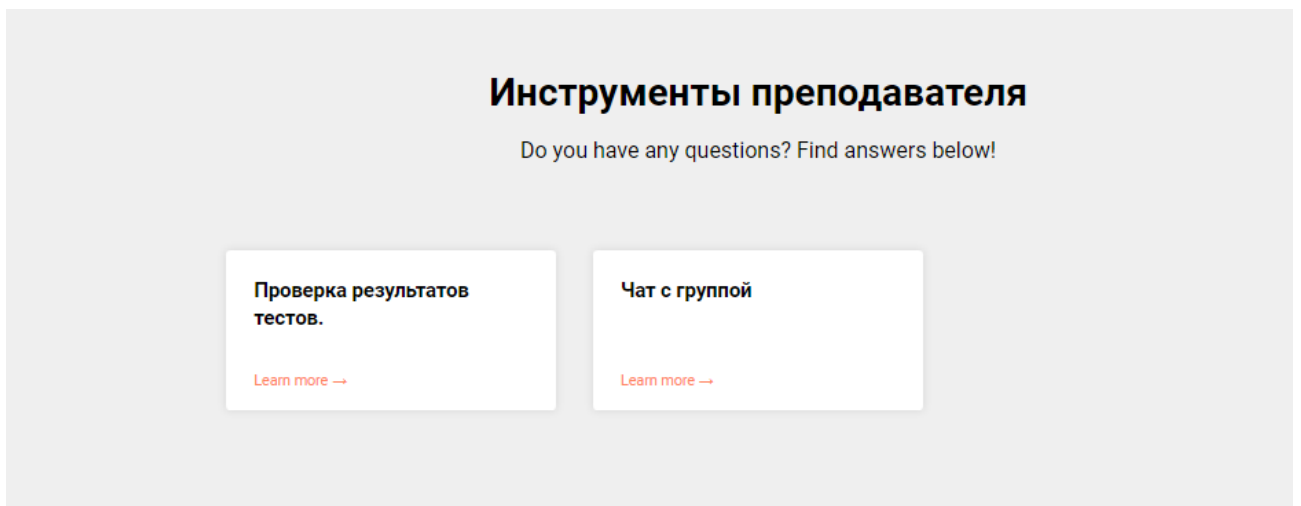 Инструменты преподавателя
Do you have any questions? Find answers below!
Проверка результатов
тестов.
Learn more →
Чат с группой
Learn more →